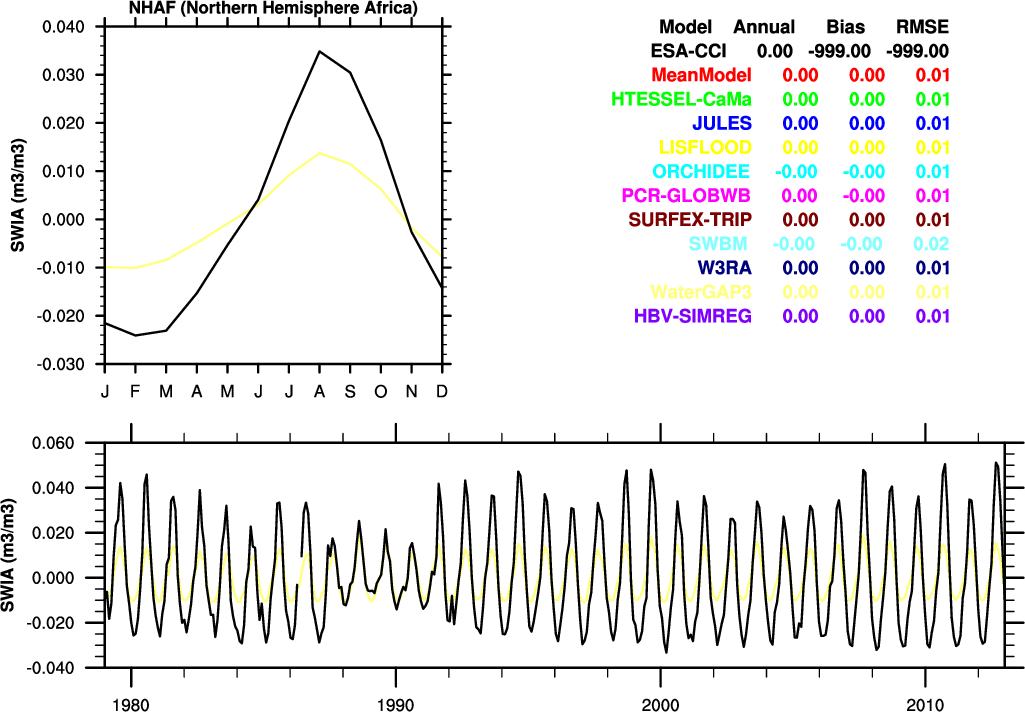 NHAF (Northern Hemisphere Africa)
0.040
0.030
0.020
0.010
0.000
-0.010
-0.020
-0.030
SWIA (m3/m3)
J F M A M J J A S O N D
Model Annual Bias RMSE
ESA-CCI 0.00 -999.00 -999.00
MeanModel 0.00 0.00 0.01
HTESSEL-CaMa 0.00 0.00 0.01
JULES 0.00 0.00 0.01
LISFLOOD 0.00 0.00 0.01
ORCHIDEE -0.00 -0.00 0.01
PCR-GLOBWB 0.00 -0.00 0.01
SURFEX-TRIP 0.00 0.00 0.01
SWBM -0.00 -0.00 0.02
W3RA 0.00 0.00 0.01
WaterGAP3 0.00 0.00 0.01
HBV-SIMREG 0.00 0.00 0.01
0.060
0.040
0.020
0.000
-0.020
-0.040
SWIA (m3/m3)
1980 1990 2000 2010